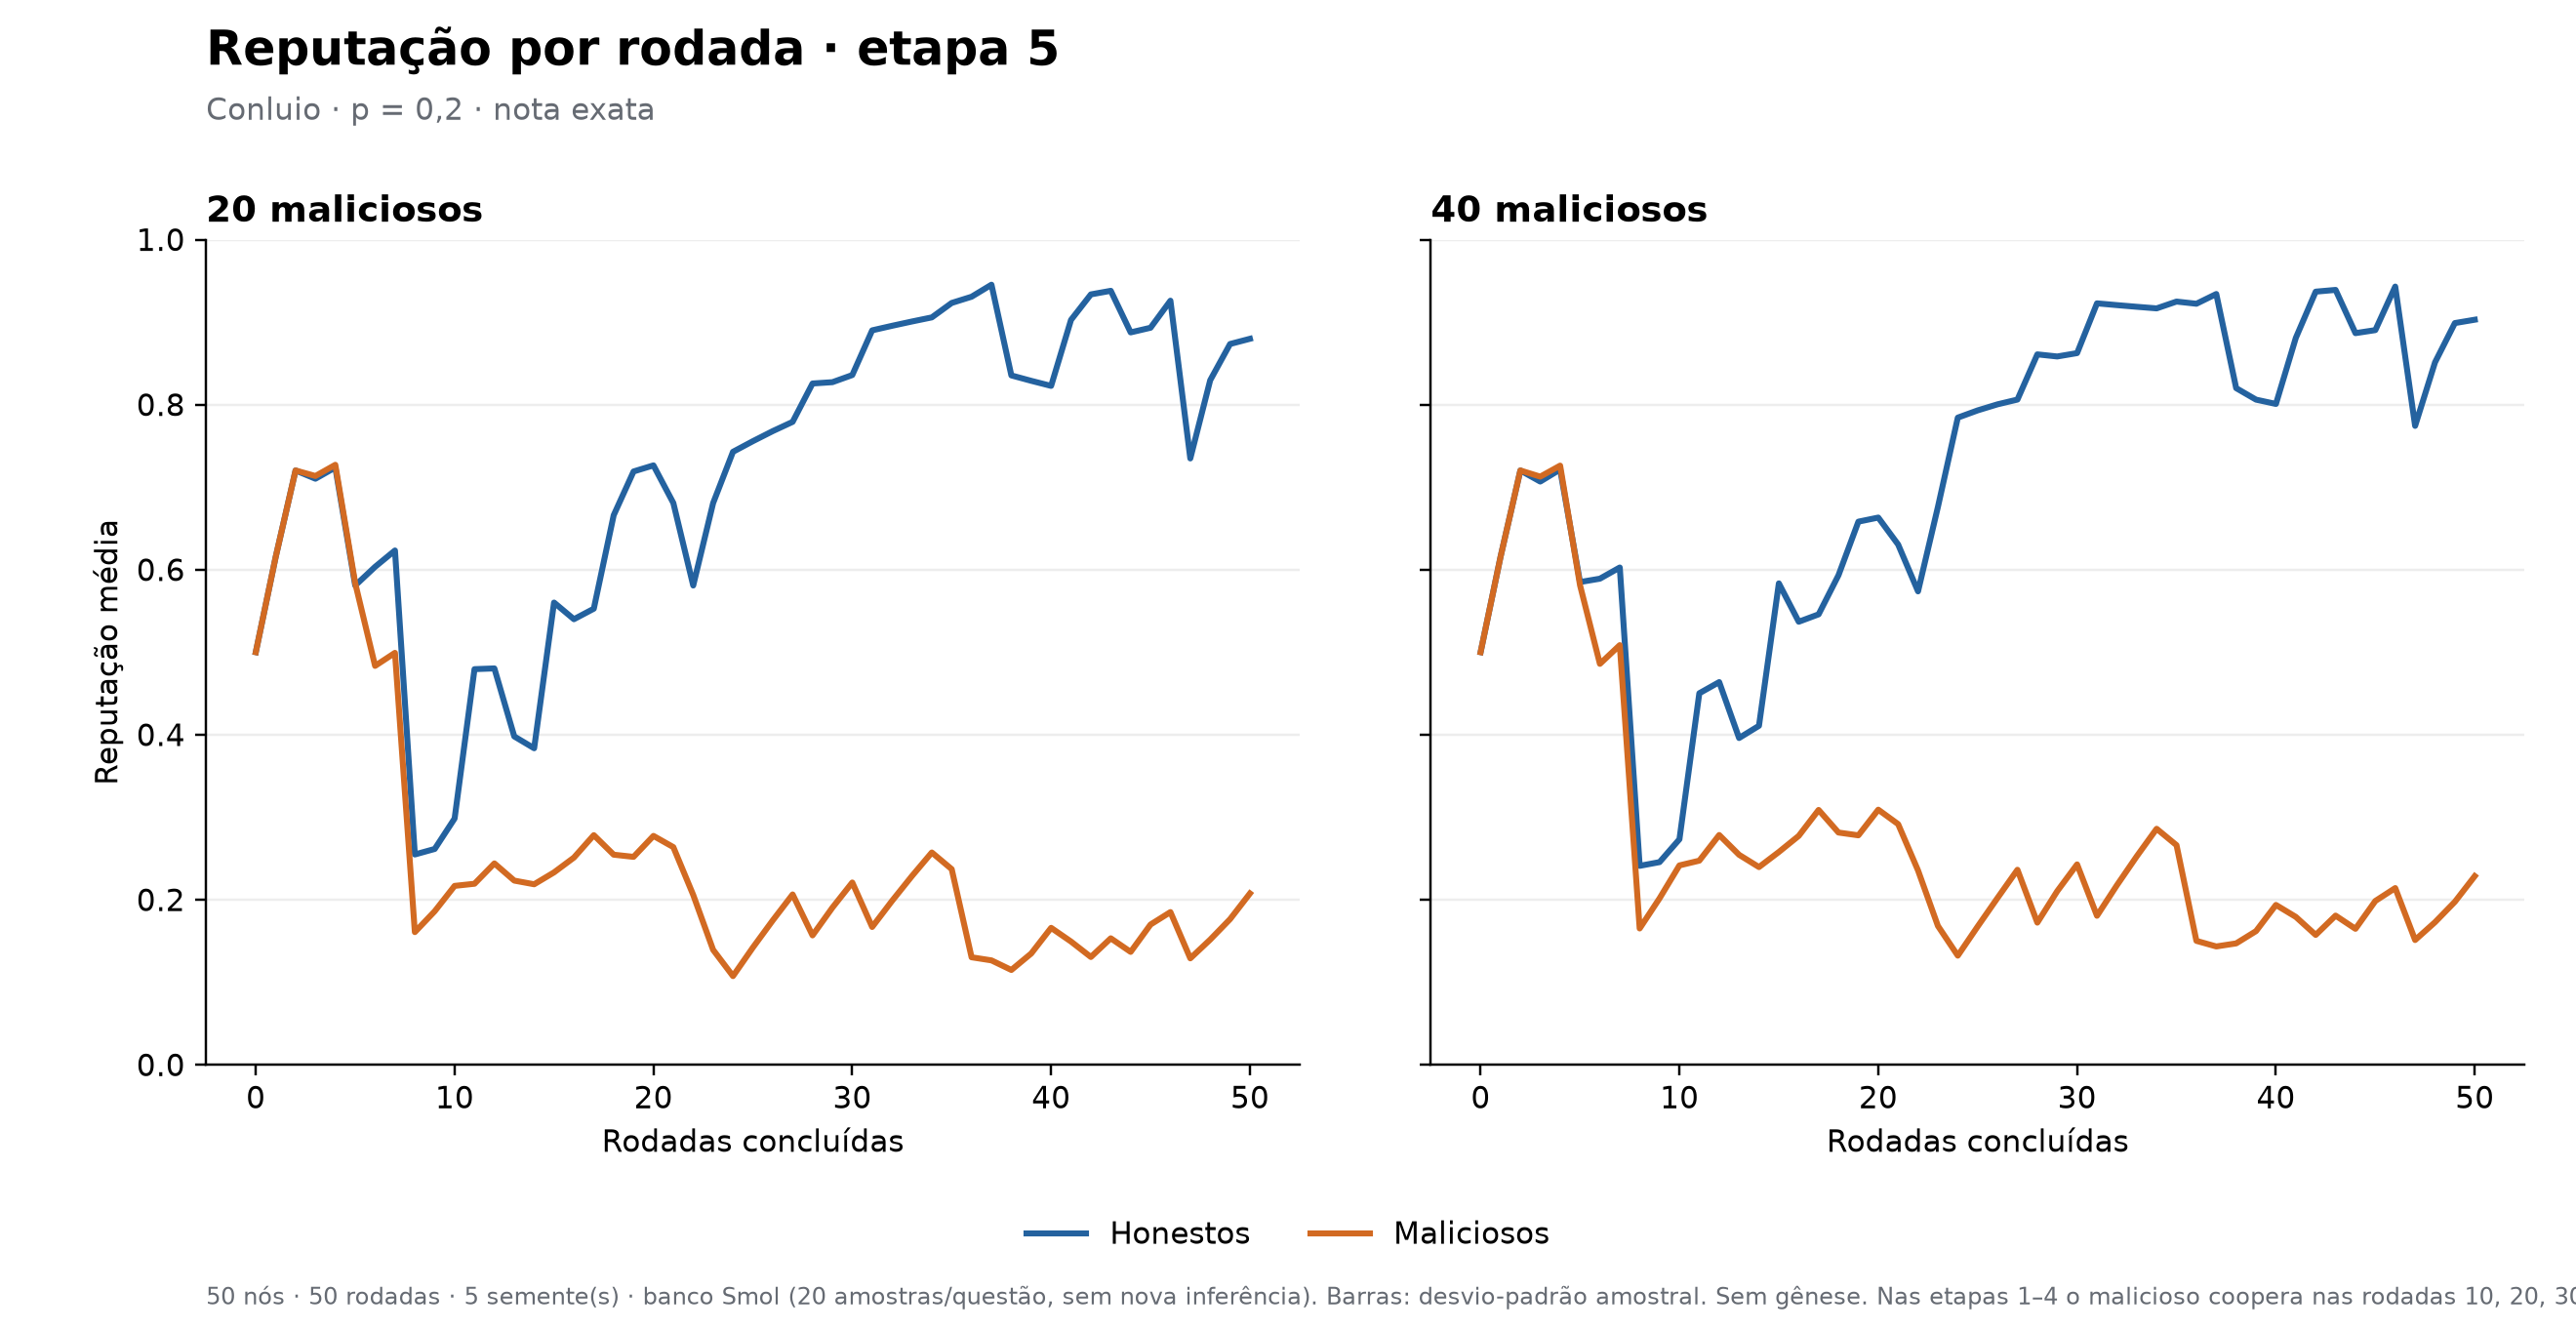 Reputação por rodada · etapa 5
Conluio · p = 0,2 · nota exata
20 maliciosos
40 maliciosos
Reputação média
1.0
0.8
0.6
0.4
0.2
0.0
0 10 20 30 40 50
0 10 20 30 40 50
Rodadas concluídas
Rodadas concluídas
Honestos
Maliciosos
50 nós · 50 rodadas · 5 semente(s) · banco Smol (20 amostras/questão, sem nova inferência). Barras: desvio-padrão amostral. Sem gênese. Nas etapas 1–4 o malicioso coopera nas rodadas 10, 20, 30